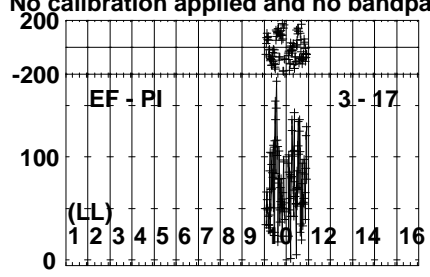 No calibration applied and no bandpa
200
-200
EF - PI 3 - 17
100
(LL)
0
1 2 3 4 5 6 7 8 9 10 12 14 16